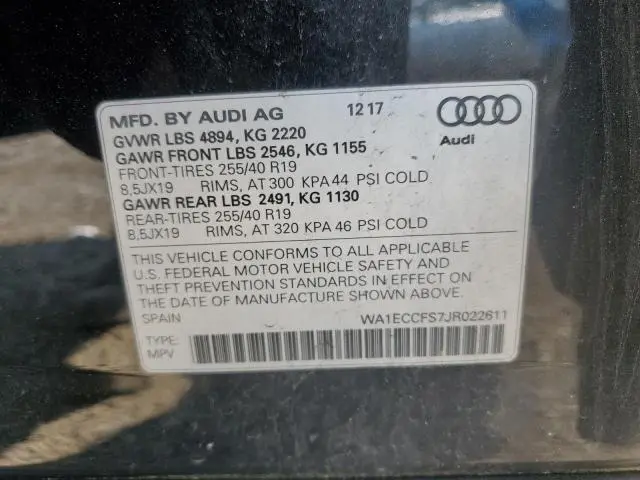 MFD. BY AUDI AG 12 17
GVWR LBS 4894, KG 2220
GAWR FRONT LBS 2546, KG 1155
FRONT-TIRES 255/40 R19
8,5JX19 RIMS, AT 300 KPA 44 PSI COLD
GAWR REAR LBS 2491, KG 1130
REAR-TIRES 255/40 R19
8,5JX19 RIMS, AT 320 KPA 46 PSI COLD
Audi
THIS VEHICLE CONFORMS TO ALL APPLICABLE
U.S. FEDERAL MOTOR VEHICLE SAFETY AND
THEFT PREVENTION STANDARDS IN EFFECT ON
THE DATE OF MANUFACTURE SHOWN ABOVE.
SPAIN WA1ECCFS7JR022611
TYPE:
MPV